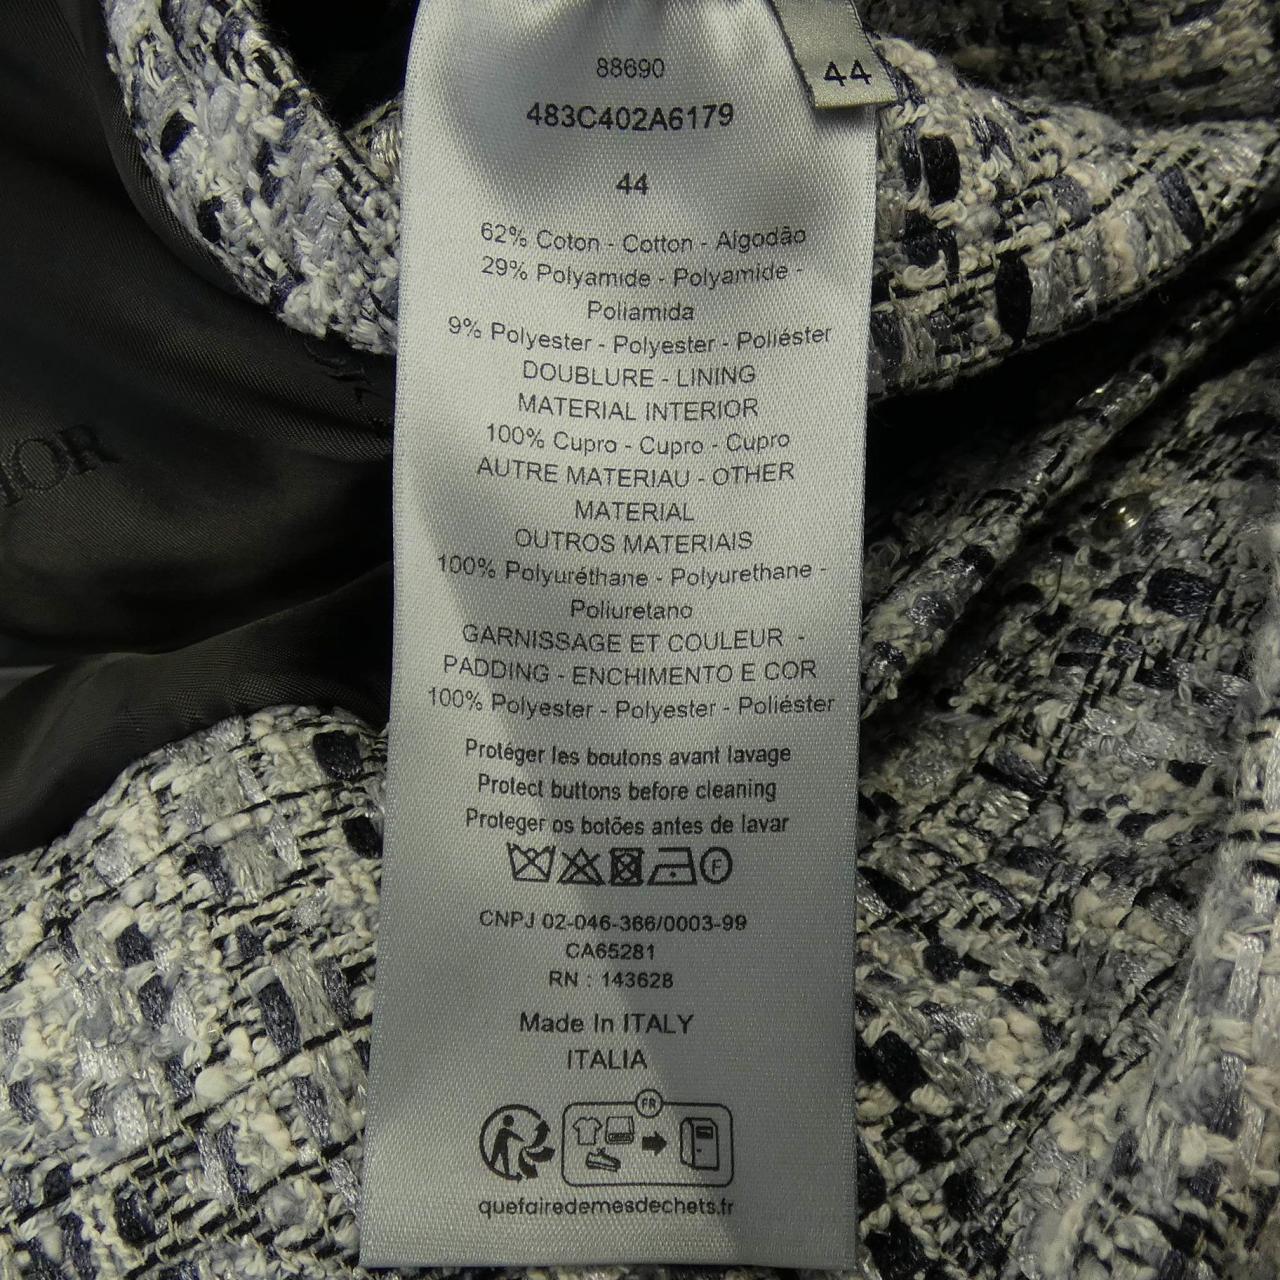 44
88690
483C402A6179
44
62% Coton - Cotton - Algodão
29% Polyamide - Polyamide -
Poliamida
9% Polyester - Polyester - Poliéster
DOUBLURE - LINING
MATERIAL INTERIOR
100% Cupro - Cupro - Cupro
AUTRE MATERIAU - OTHER
MATERIAL
OUTROS MATERIAIS
100% Polyuréthane - Polyurethane -
Poliuretano
GARNISSAGE ET COULEUR -
PADDING - ENCHIMENTO E COR
100% Polyester - Polyester - Poliéster
Protéger les boutons avant lavage
Protect buttons before cleaning
Proteger os botões antes de lavar
F
CNPJ 02-046-366/0003-99
CA65281
RN : 143628
Made In ITALY
ITALIA
FR
quefairedemesdechets.fr
IOR